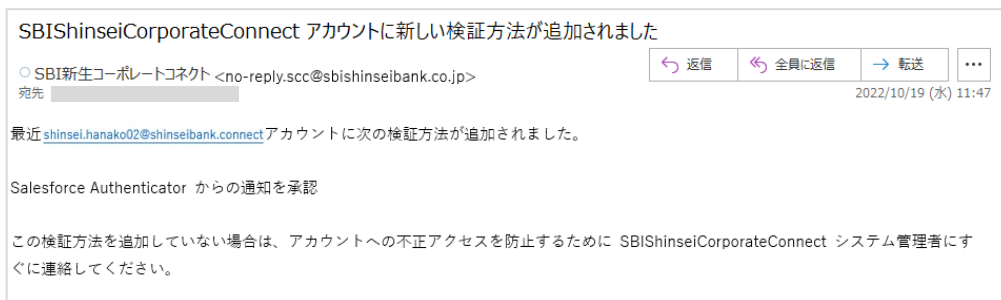 SBIShinseiCorporateConnect アカウントに新しい検証方法が追加されました
返信
全員に返信
転送
SBI新生コーポレートコネクト <no-reply.scc@sbishinseibank.co.jp>
宛先
2022/10/19 (水) 11:47
最近shinsei.hanako02@shinseibank.connectアカウントに次の検証方法が追加されました。
Salesforce Authenticator からの通知を承認
この検証方法を追加していない場合は、アカウントへの不正アクセスを防止するために SBIShinseiCorporateConnect システム管理者にす
ぐに連絡してください。